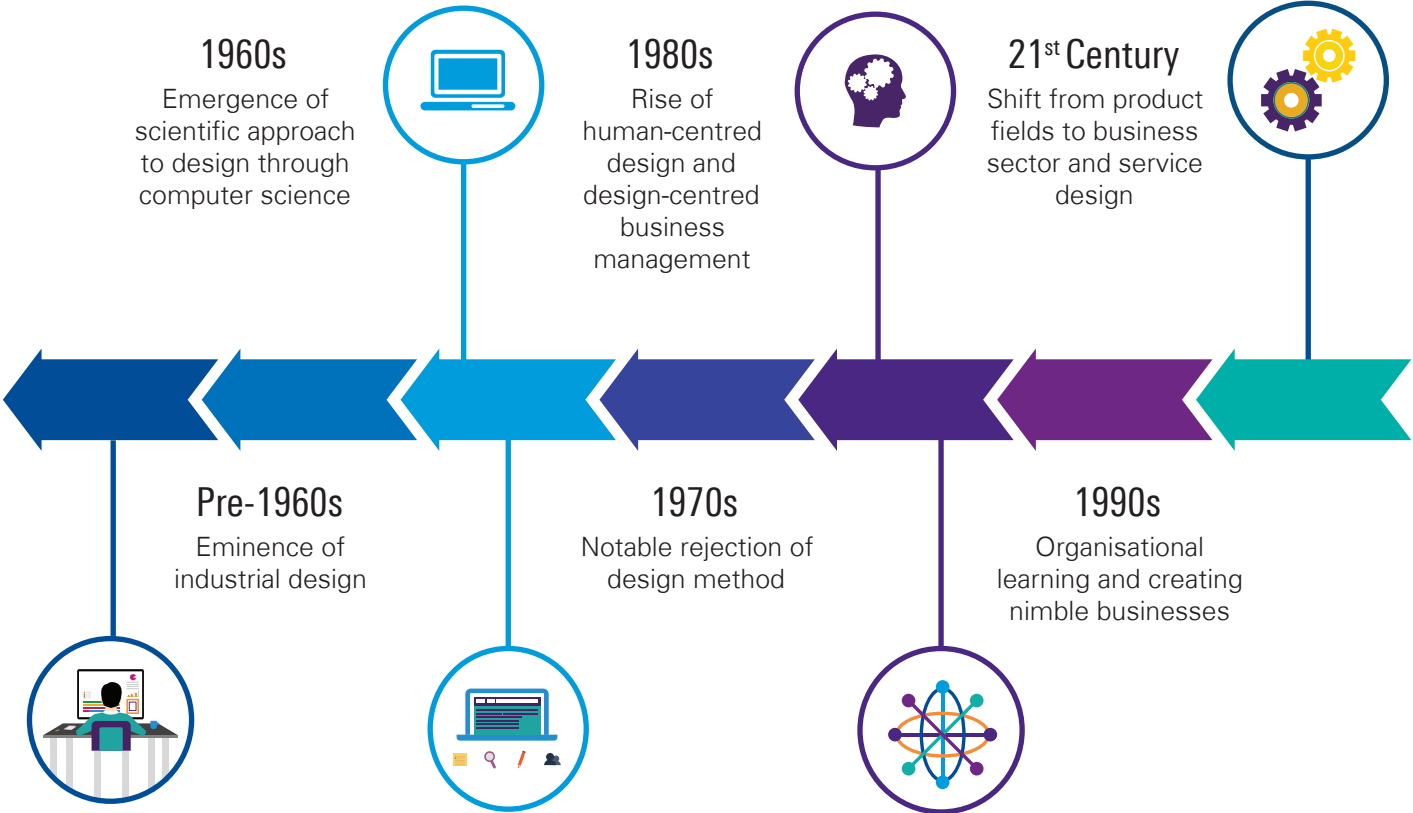 1960s
Emergence of
scientific approach
to design through
computer science
1980s
Rise of
human-centred
design and
design-centred
business
management
21st Century
Shift from product
fields to business
sector and service
design
Pre-1960s
Eminence of
industrial design
1970s
Notable rejection of
design method
1990s
Organisational
learning and creating
nimble businesses